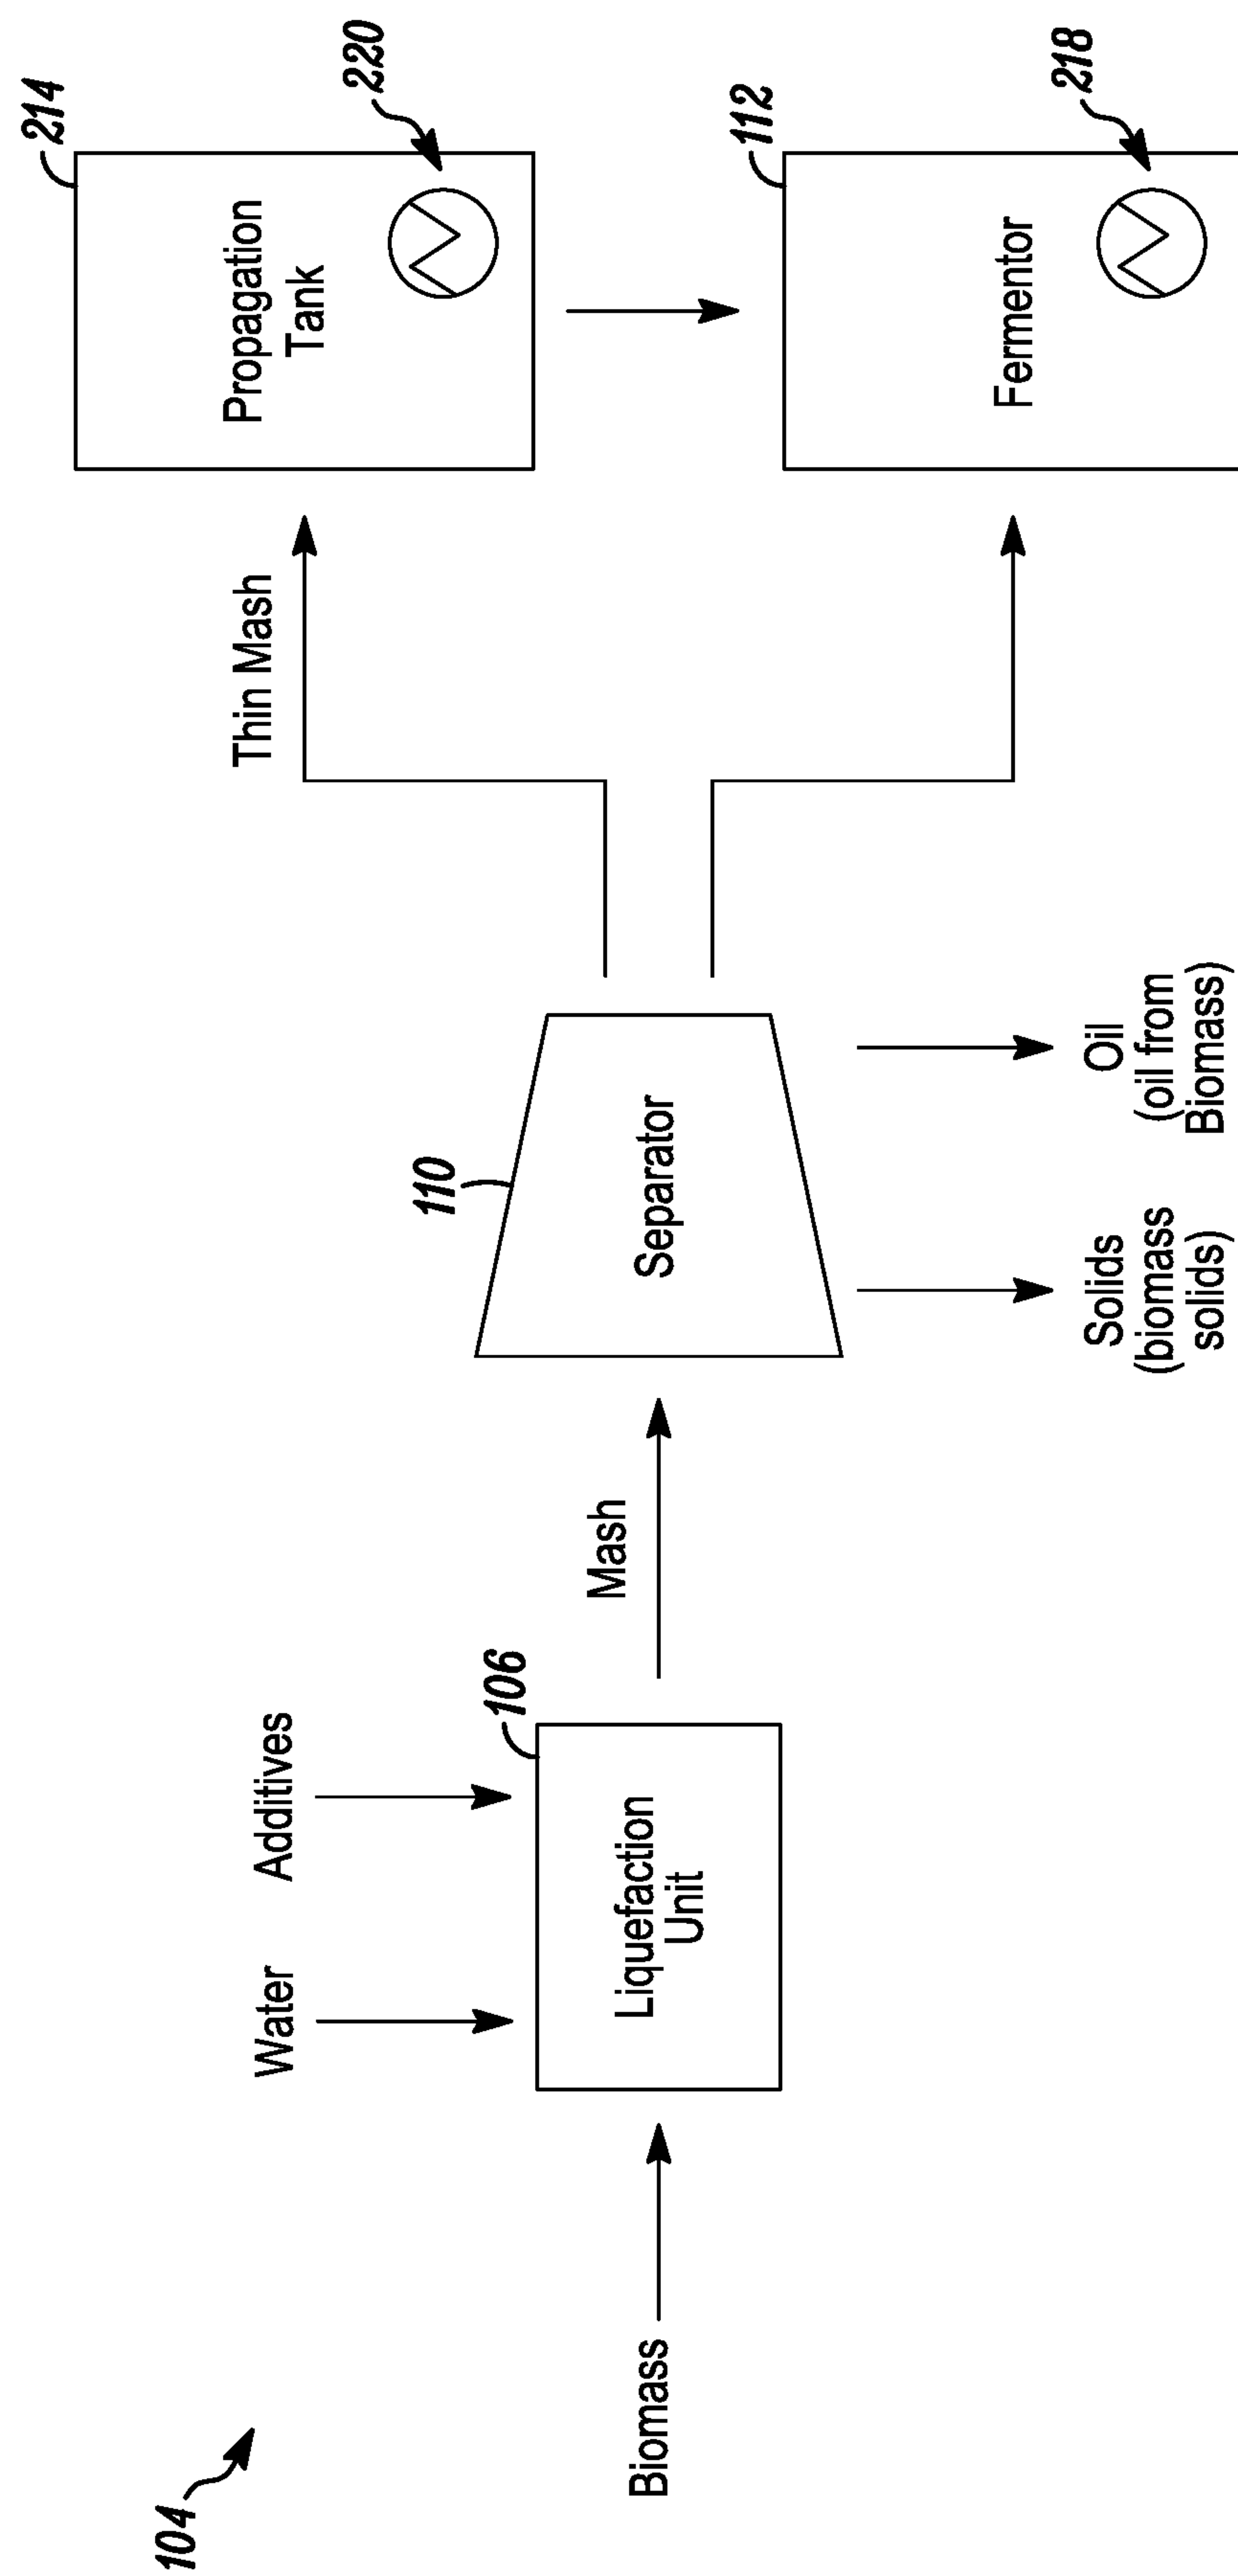 104
Biomass
Water
Additives
106
Liquefaction
Unit
Mash
110
Separator
Solids
(biomass
solids)
Oil
(oil from
Biomass)
Thin Mash
214
Propagation
Tank
220
112
Fermentor
218